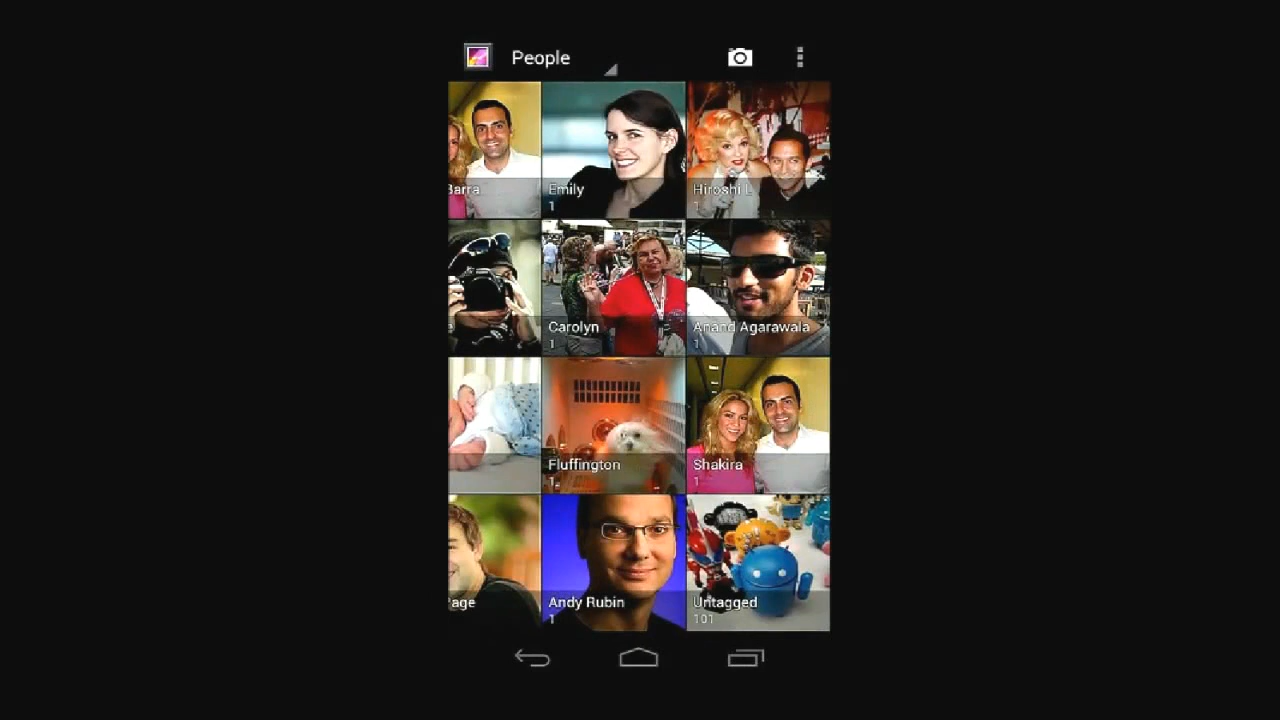 People
Barra
Emily
1
Hiroshi L
1
Carolyn
1
Anand Agarawala
1
Fluffington
1
Shakira
1
Page
Andy Rubin
1
Untagged
101